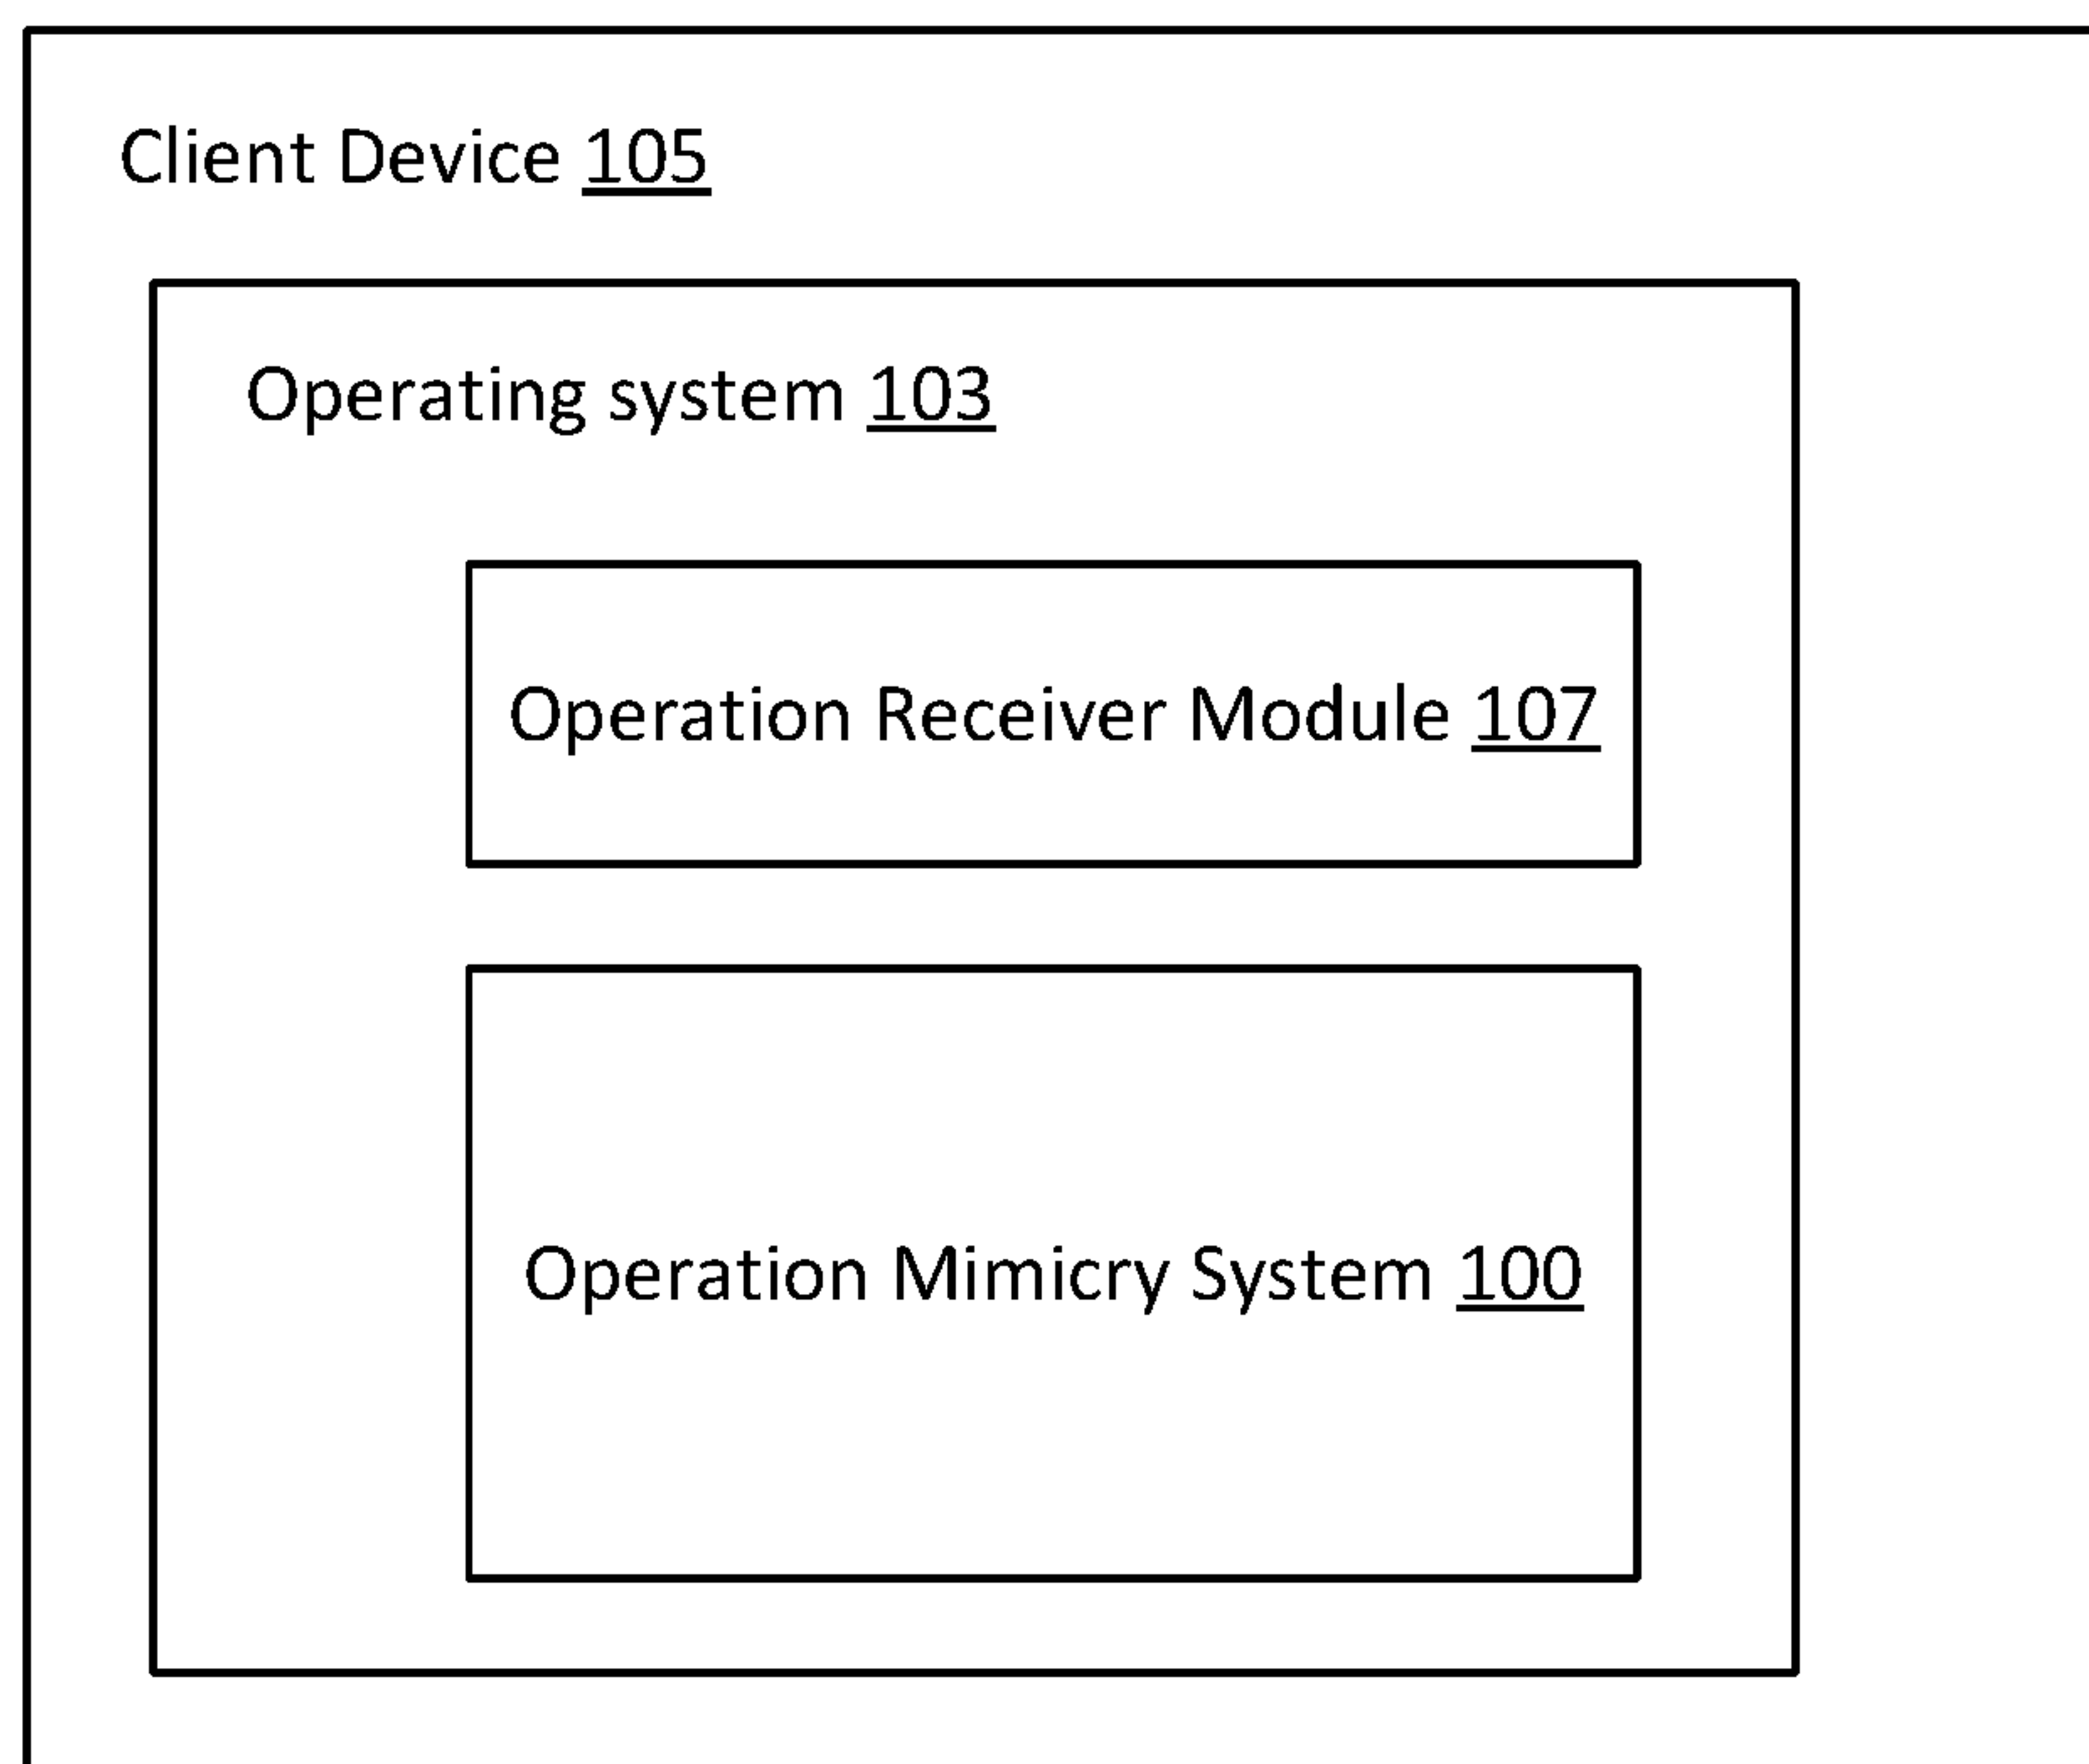 Client Device 105
Operating system 103
Operation Receiver Module 107
Operation Mimicry System 100